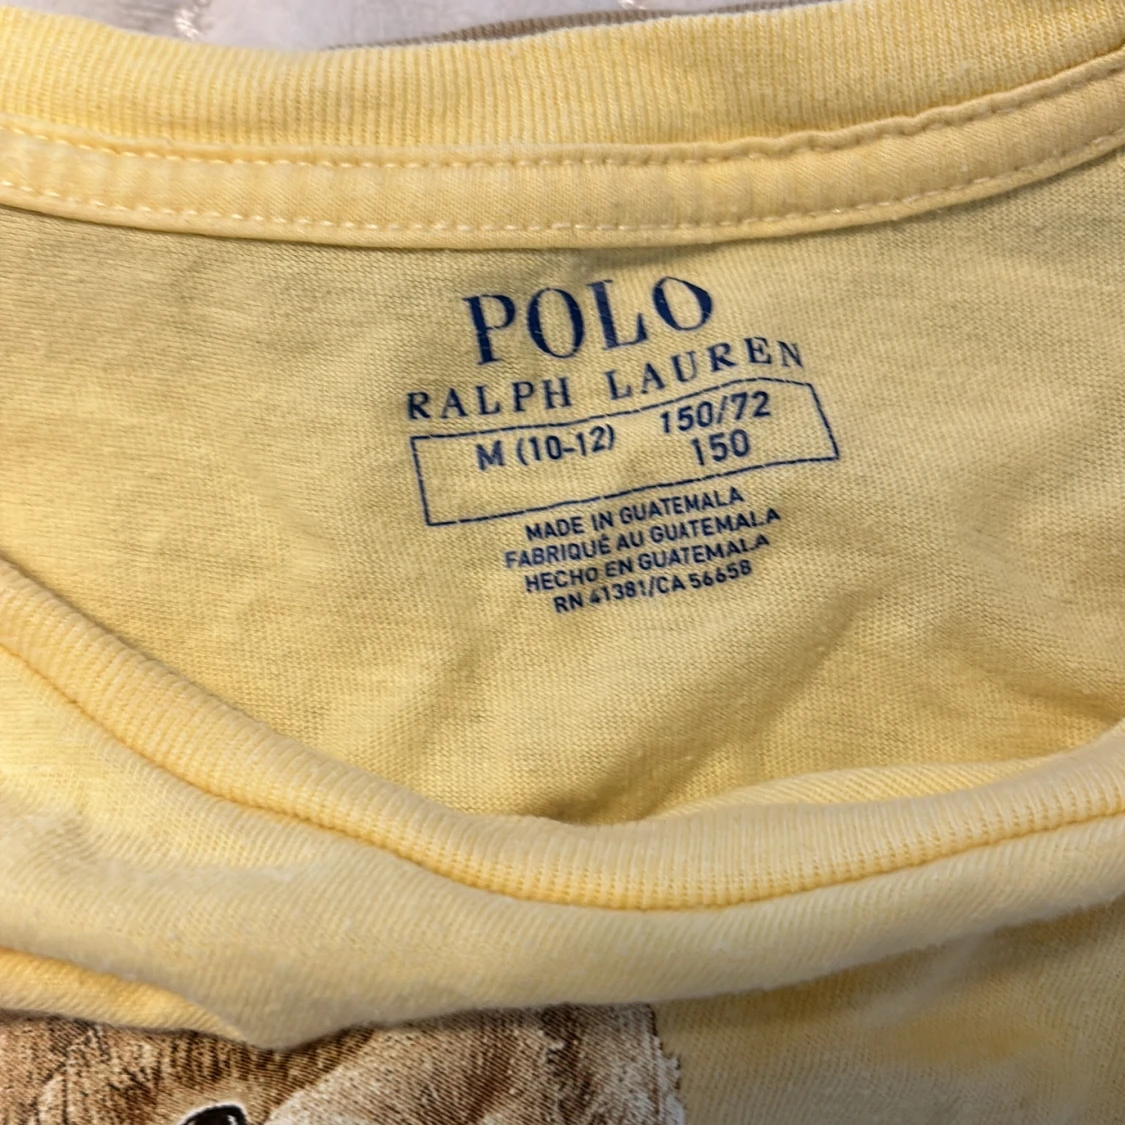 POLO
RALPH LAUREN
M (10-12) 150/72
150
MADE IN GUATEMALA
FABRIQUÉ AU GUATEMALA
HECHO EN GUATEMALA
RN 41381/CA 56658